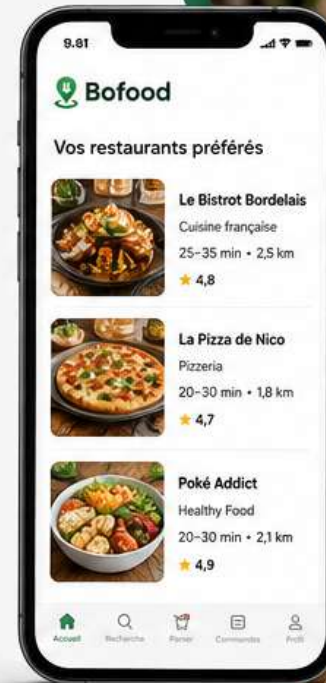 9.81
Bofood
Vos restaurants préférés
Le Bistrot Bordelais
Cuisine française
25-35 min • 2,5 km
4,8
La Pizza de Nico
Pizzeria
20-30 min • 1,8 km
4,7
Poké Addict
Healthy Food
20-30 min • 2,1 km
4,9
Accueil Recherche Panier Commandes Profil